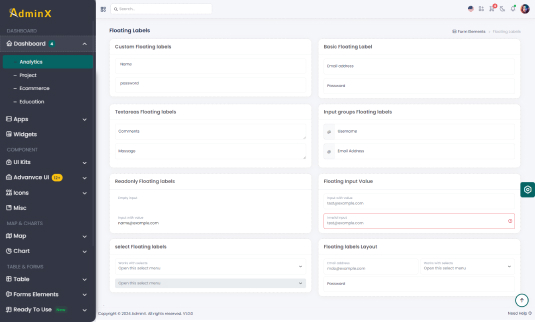 AdminX
Search..
DASHBOARD
Dashboard 4
Analytics
Project
Ecommerce
Education
Apps
Widgets
COMPONENT
UI Kits
Advance UI
Icons
Misc
MAP & CHARTS
Map
Chart
TABLE & FORMS
Table
Forms Elements
Ready To Use
Floating Labels
Form Elements - Floating Labels
Custom Floating labels
Name
password
Basic Floating Label
Email address
Password
Textareas Floating labels
Comments
Message
Input groups Floating labels
@ Username
@ Email Address
Readonly Floating labels
Empty input
Input with value
name@example.com
Floating Input Value
Input with value
test@example.com
Invalid input
test@example.com
select Floating labels
Works with selects
Open this select menu
Open this select menu
Floating labels Layout
Email address
mdo@example.com
Works with selects
Open this select menu
Password
Copyright © 2024 AdminX. All rights reserved. V1.0.0
Need Help